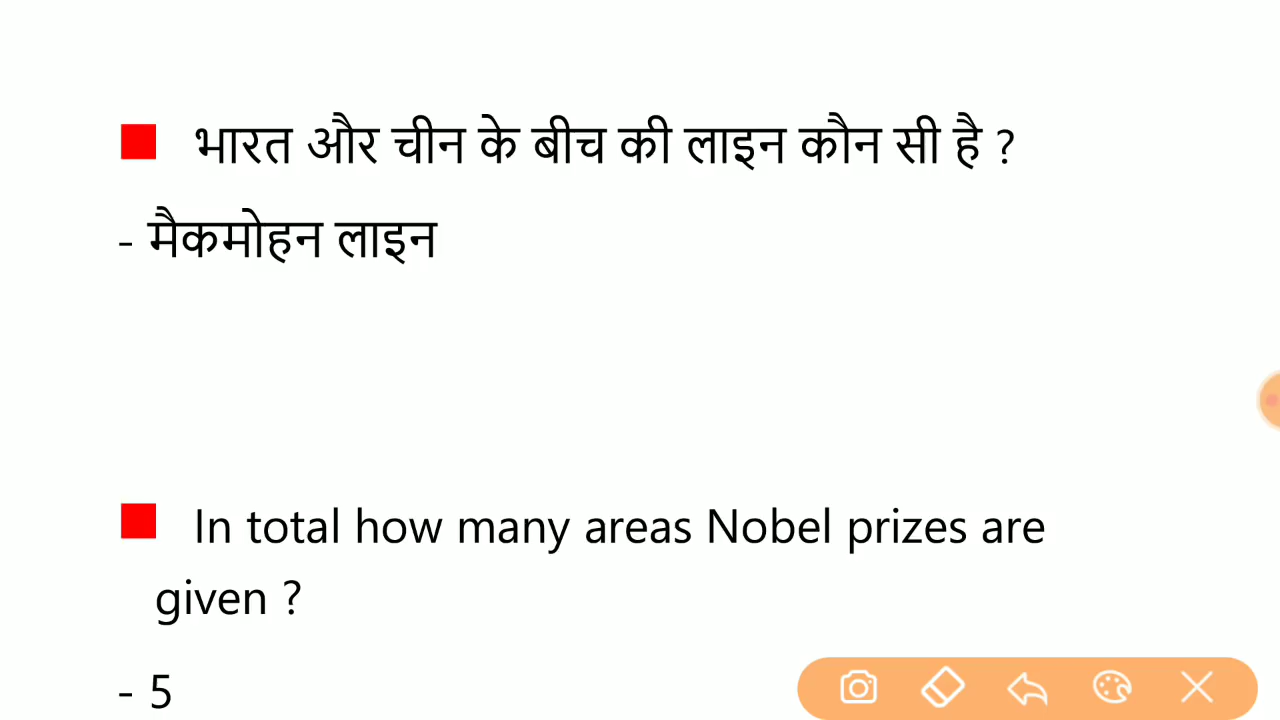 भारत और चीन के बीच की लाइन कौन सी है ?
- मैकमोहन लाइन
In total how many areas Nobel prizes are
given ?
- 5